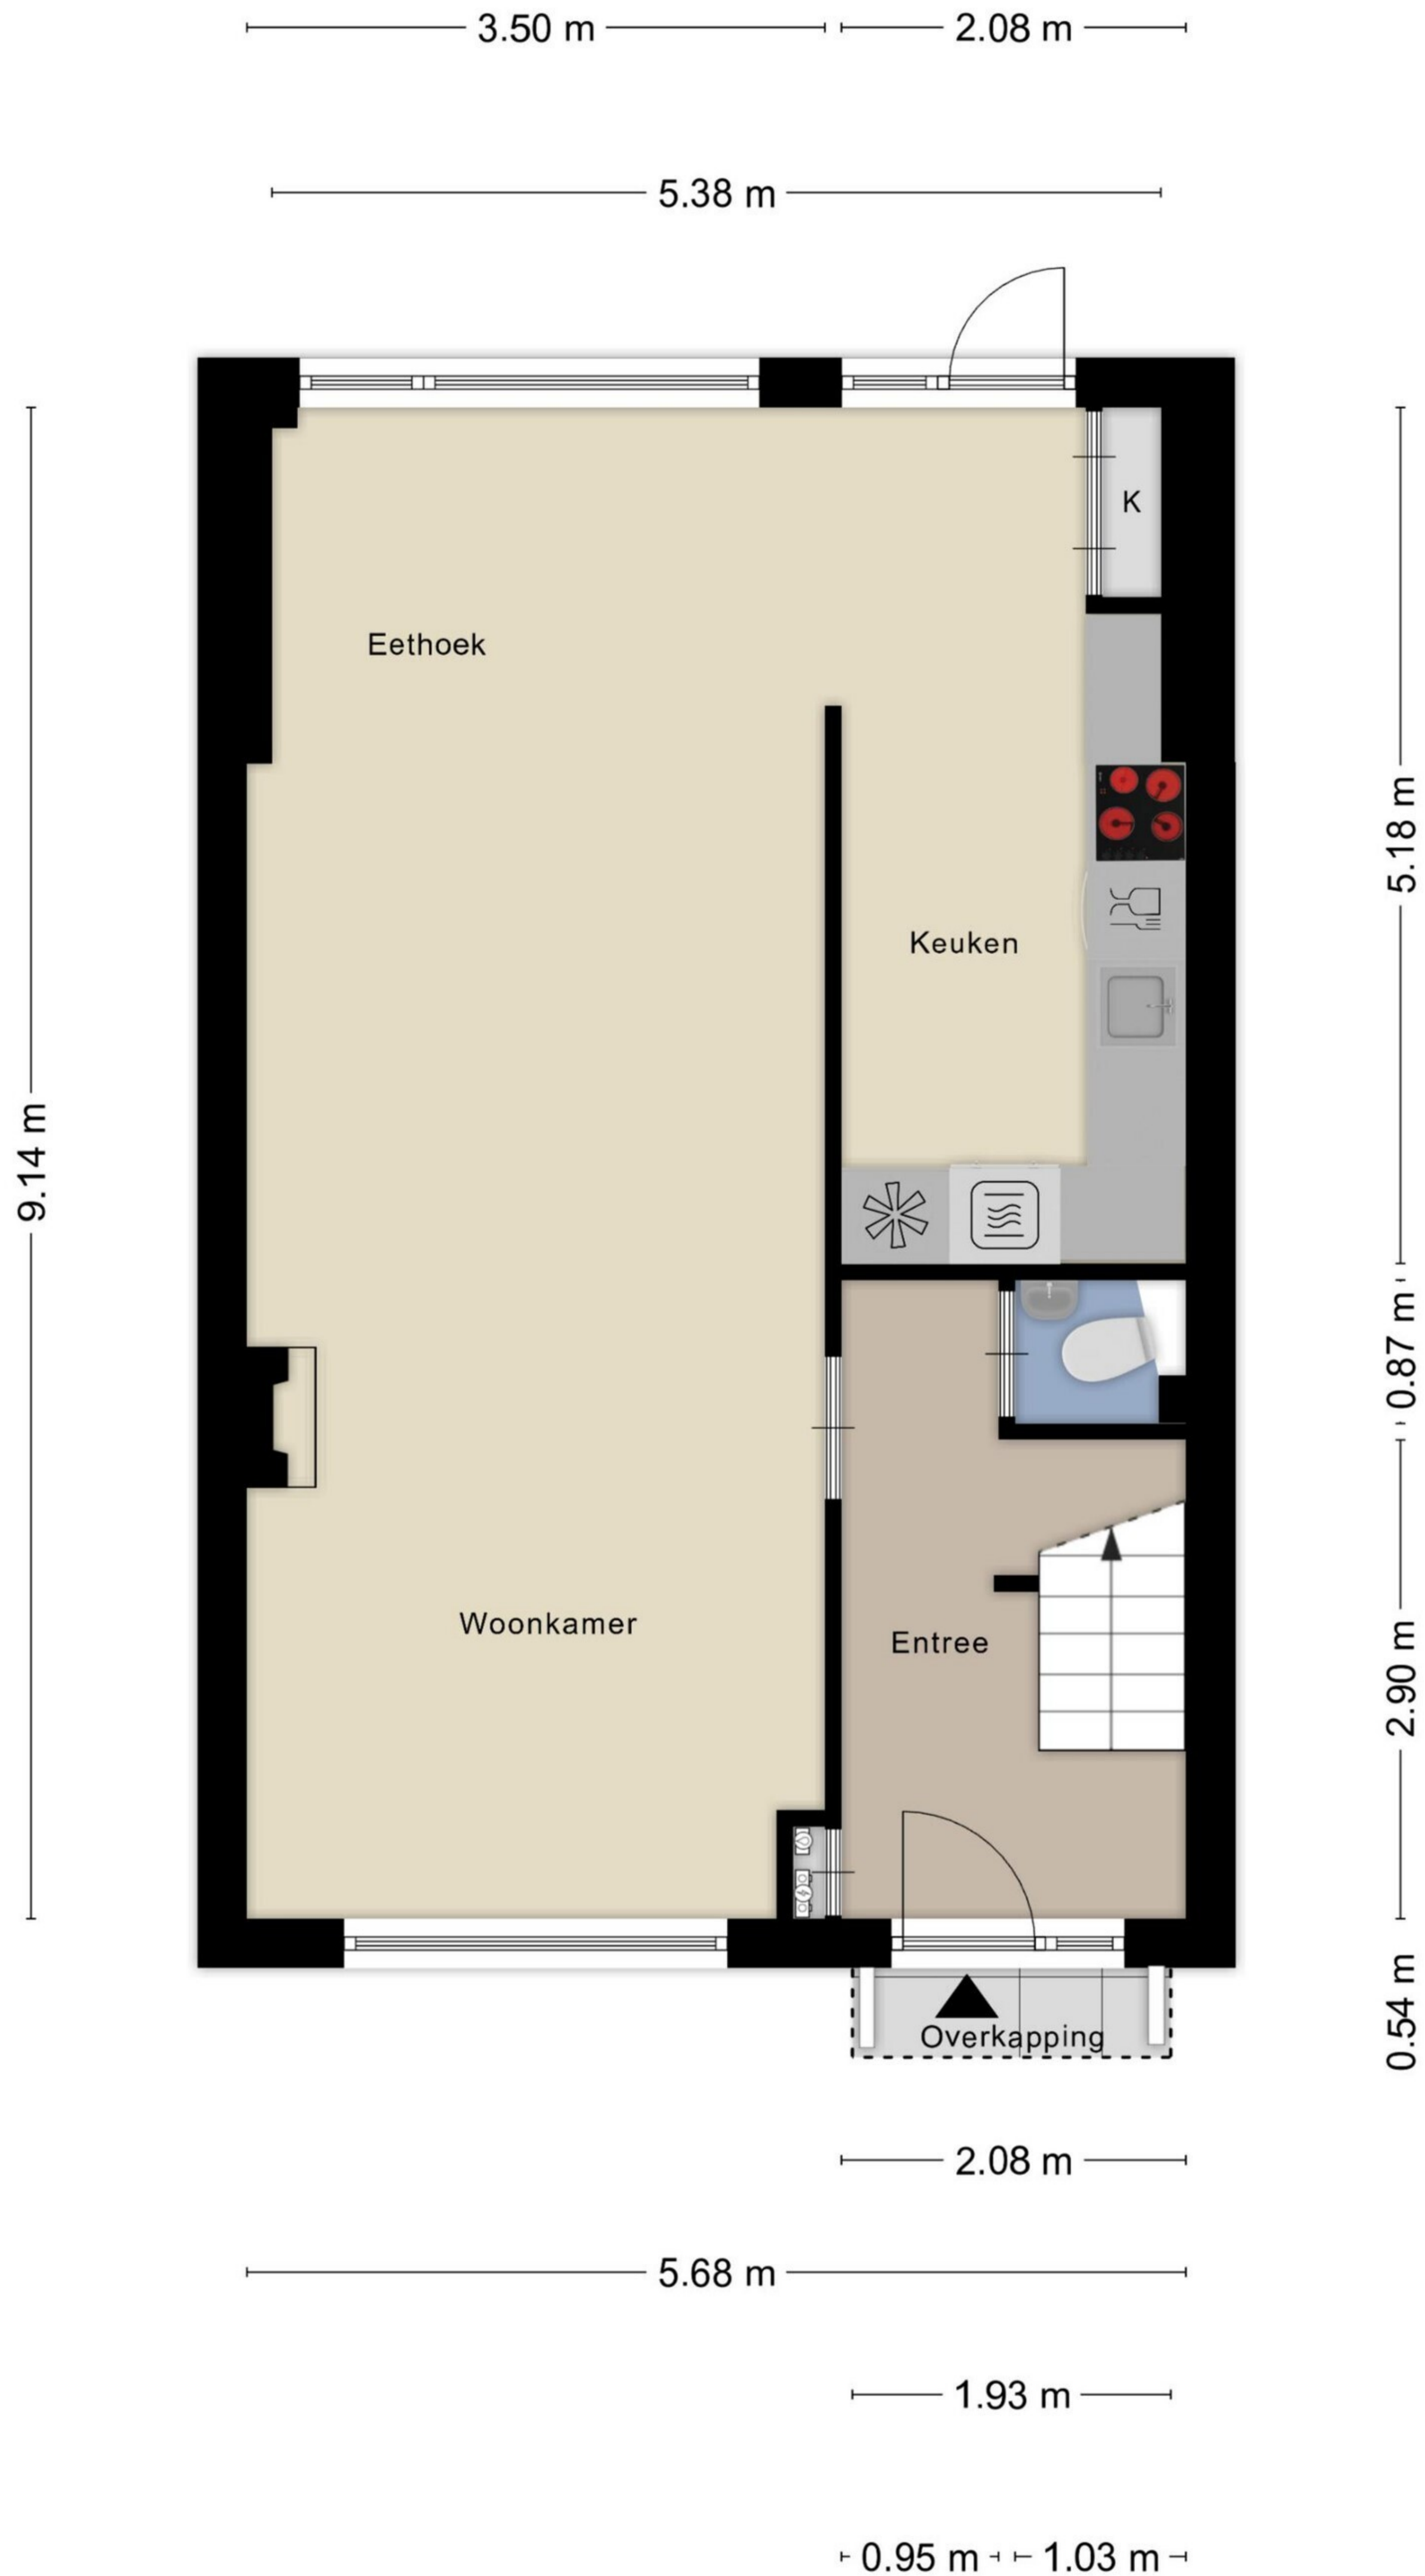 3.50 m
2.08 m
5.38 m
K
Eethoek
5.18 m
Keuken
9.14 m
0.87 m
Woonkamer
Entree
2.90 m
0.54 m
Overkapping
2.08 m
5.68 m
1.93 m
0.95 m
1.03 m